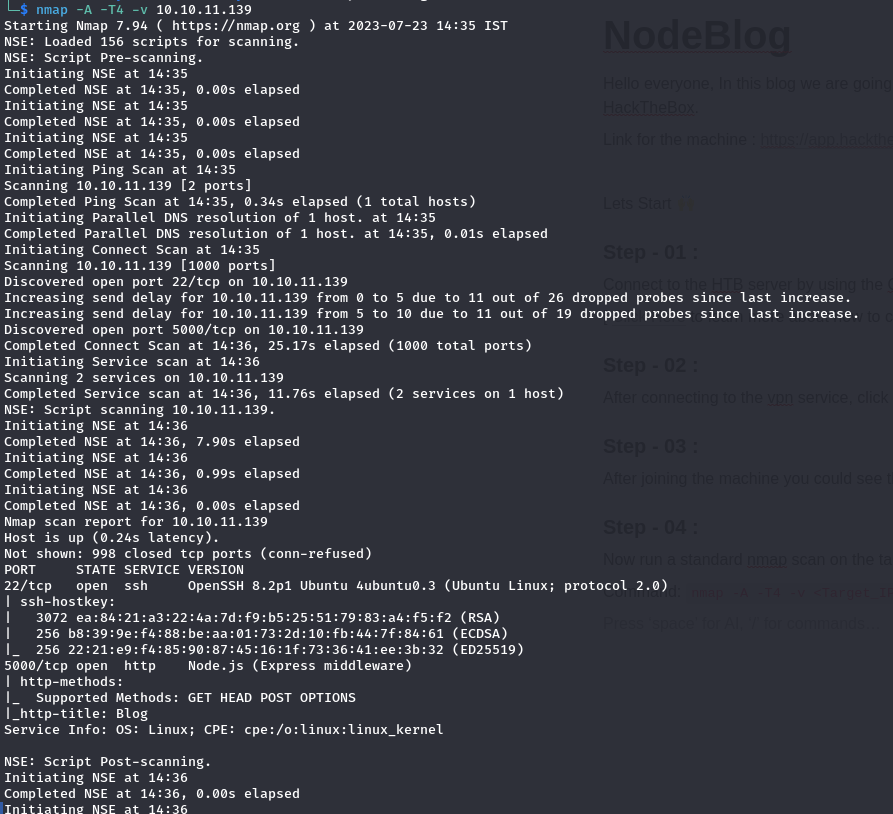 └─$ nmap -A -T4 -v 10.10.11.139
Starting Nmap 7.94 ( https://nmap.org ) at 2023-07-23 14:35 IST
NSE: Loaded 156 scripts for scanning.
NSE: Script Pre-scanning.
Initiating NSE at 14:35
Completed NSE at 14:35, 0.00s elapsed
Initiating NSE at 14:35
Completed NSE at 14:35, 0.00s elapsed
Initiating NSE at 14:35
Completed NSE at 14:35, 0.00s elapsed
Initiating Ping Scan at 14:35
Scanning 10.10.11.139 [2 ports]
Completed Ping Scan at 14:35, 0.34s elapsed (1 total hosts)
Initiating Parallel DNS resolution of 1 host. at 14:35
Completed Parallel DNS resolution of 1 host. at 14:35, 0.01s elapsed
Initiating Connect Scan at 14:35
Scanning 10.10.11.139 [1000 ports]
Discovered open port 22/tcp on 10.10.11.139
Increasing send delay for 10.10.11.139 from 0 to 5 due to 11 out of 26 dropped probes since last increase.
Increasing send delay for 10.10.11.139 from 5 to 10 due to 11 out of 19 dropped probes since last increase.
Discovered open port 5000/tcp on 10.10.11.139
Completed Connect Scan at 14:36, 25.17s elapsed (1000 total ports)
Initiating Service scan at 14:36
Scanning 2 services on 10.10.11.139
Completed Service scan at 14:36, 11.76s elapsed (2 services on 1 host)
NSE: Script scanning 10.10.11.139.
Initiating NSE at 14:36
Completed NSE at 14:36, 7.90s elapsed
Initiating NSE at 14:36
Completed NSE at 14:36, 0.99s elapsed
Initiating NSE at 14:36
Completed NSE at 14:36, 0.00s elapsed
Nmap scan report for 10.10.11.139
Host is up (0.24s latency).
Not shown: 998 closed tcp ports (conn-refused)
PORT     STATE SERVICE VERSION
22/tcp   open  ssh     OpenSSH 8.2p1 Ubuntu 4ubuntu0.3 (Ubuntu Linux; protocol 2.0)
| ssh-hostkey:
|   3072 ea:84:21:a3:22:4a:7d:f9:b5:25:51:79:83:a4:f5:f2 (RSA)
|   256 b8:39:9e:f4:88:be:aa:01:73:2d:10:fb:44:7f:84:61 (ECDSA)
|_  256 22:21:e9:f4:85:90:87:45:16:1f:73:36:41:ee:3b:32 (ED25519)
5000/tcp open  http    Node.js (Express middleware)
| http-methods:
|_  Supported Methods: GET HEAD POST OPTIONS
|_http-title: Blog
Service Info: OS: Linux; CPE: cpe:/o:linux:linux_kernel
NSE: Script Post-scanning.
Initiating NSE at 14:36
Completed NSE at 14:36, 0.00s elapsed
Initiating NSE at 14:36
NodeBlog
Hello everyone, In this blog we are going
HackTheBox
Link for the machine : https://app.hackthe
Lets Start
Step - 01 :
Connect to the HTB server by using the
Step - 02 :
After connecting to the vpn service, click
Step - 03 :
After joining the machine you could see
Step - 04 :
Now run a standard nmap scan on the
Command: nmap -A -T4 -v
Press 'space' for AI, '/' for commands...